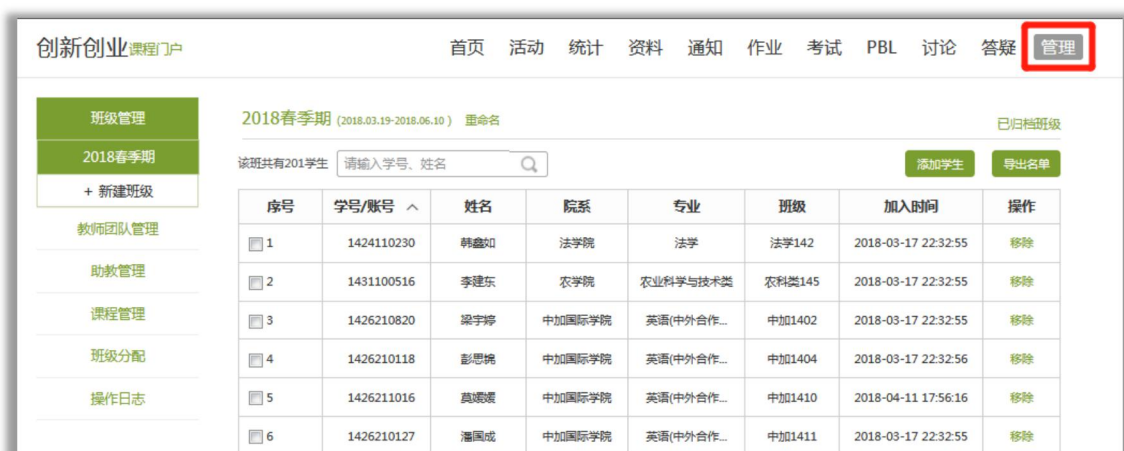 创新创业课程门户 首页 活动 统计 资料 通知 作业 考试 PBL 讨论 答疑 管理
班级管理
2018春季期
+ 新建班级
教师团队管理
助教管理
课程管理
班级分配
操作日志
2018春季期 (2018.03.19-2018.06.10 ) 重命名 已归档班级
该班共有201学生 请输入学号、姓名 添加学生 导出名单
序号 学号/账号 姓名 院系 专业 班级 加入时间 操作
1 1424110230 韩鑫如 法学院 法学 法学142 2018-03-17 22:32:55 移除
2 1431100516 李建东 农学院 农业科学与技术类 农科类145 2018-03-17 22:32:55 移除
3 1426210820 梁宇婷 中加国际学院 英语(中外合作... 中加1402 2018-03-17 22:32:55 移除
4 1426210118 彭思 中加国际学院 英语(中外合作... 中加1404 2018-03-17 22:32:56 移除
5 1426211016 莫媛媛 中加国际学院 英语(中外合作... 中加1410 2018-04-11 17:56:16 移除
6 1426210127 潘国成 中加国际学院 英语(中外合作... 中加1411 2018-03-17 22:32:55 移除